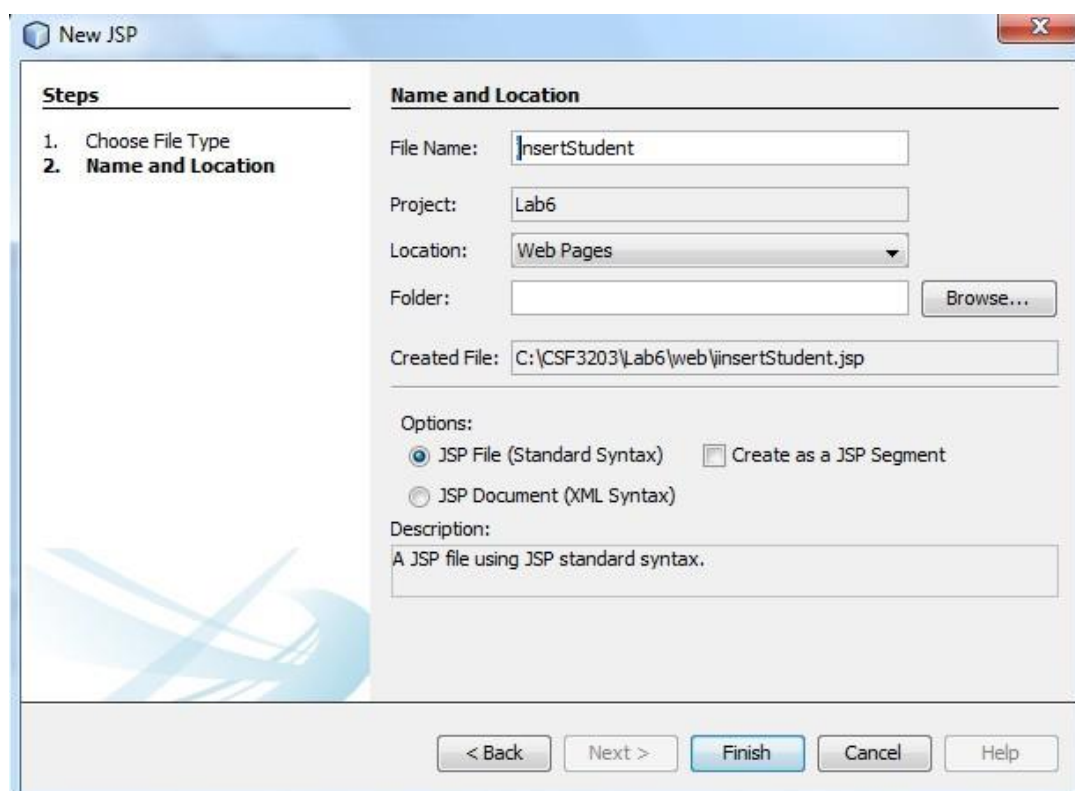 New JSP
Steps
1. Choose File Type
2. Name and Location
Name and Location
File Name: insertStudent
Project: Lab6
Location: Web Pages
Folder: Browse...
Created File: C:\CSF3203\Lab6\web\insertStudent.jsp
Options:
JSP File (Standard Syntax) Create as a JSP Segment
JSP Document (XML Syntax)
Description:
A JSP file using JSP standard syntax.
< Back Next > Finish Cancel Help